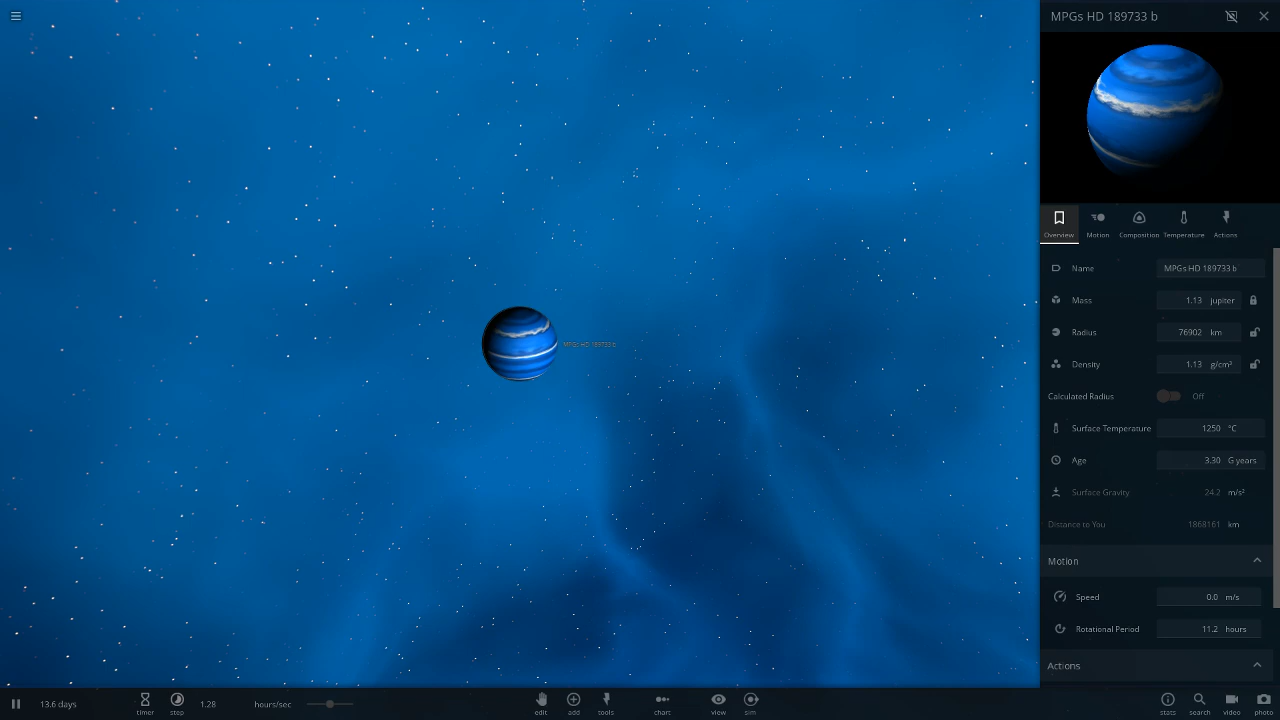 MPGs HD 189733 b
Overview Motion Composition Temperature Actions
Name MPGs HD 189733 b
Mass 1.13 jupiter
Radius 76902 km
MPGs HD 189733 b
Density 1.13 g/cm³
Calculated Radius Off
Surface Temperature 1250 °C
Age 3.30 G years
Surface Gravity 24.2 m/s²
Distance to You 1868161 km
Motion
Speed 0.0 m/s
Rotational Period 11.2 hours
Actions
13.6 days timer step 1.28 hours/sec edit add tools chart view sim stats search video photo